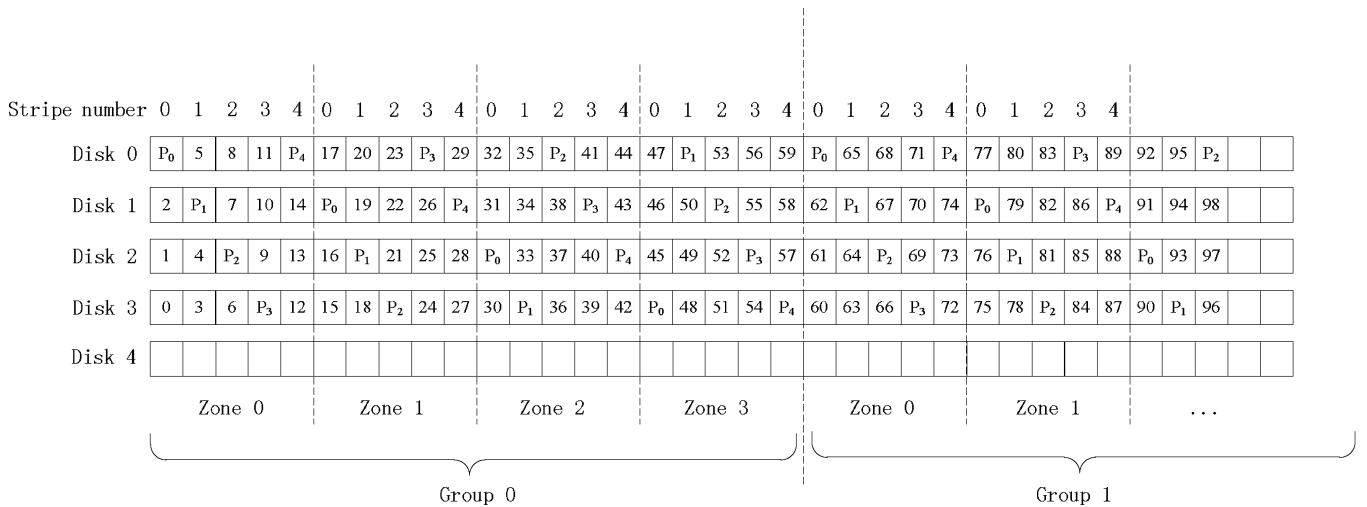 Stripe number 0 1 2 3 4 0 1 2 3 4 0 1 2 3 4 0 1 2 3 4 0 1 2 3 4 0 1 2 3 4
Disk 0 P0 5 8 11 P4 17 20 23 P3 29 32 35 P2 41 44 47 P1 53 56 59 P0 65 68 71 P4 77 80 83 P3 89 92 95 P2
Disk 1 2 P1 7 10 14 P0 19 22 26 P4 31 34 38 P3 43 46 50 P2 55 58 62 P1 67 70 74 P0 79 82 86 P4 91 94 98
Disk 2 1 4 P2 9 13 16 P1 21 25 28 P0 33 37 40 P4 45 49 52 P3 57 61 64 P2 69 73 76 P1 81 85 88 P0 93 97
Disk 3 0 3 6 P3 12 15 18 P2 24 27 30 P1 36 39 42 P0 48 51 54 P4 60 63 66 P3 72 75 78 P2 84 87 90 P1 96
Disk 4
Zone 0 Zone 1 Zone 2 Zone 3 Zone 0 Zone 1 ...
Group 0 Group 1